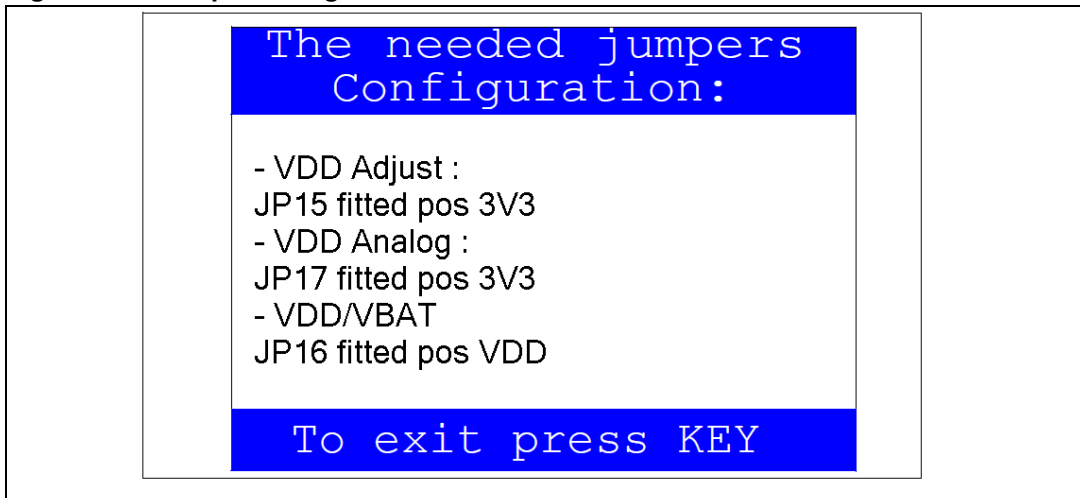 The needed jumpers
Configuration:
- VDD Adjust :
JP15 fitted pos 3V3
- VDD Analog :
JP17 fitted pos 3V3
- VDD/VBAT
JP16 fitted pos VDD
To exit press KEY